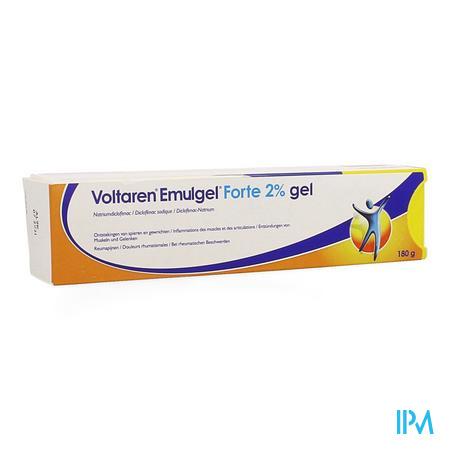 Voltaren® Emulgel® Forte 2% gel
Natriumdiclofenac / Diclofénac sodique / Diclofenac-Natrium
Ontstekingen van spieren en gewrichten / Inflammations des muscles et des articulations / Entzündungen von
Muskeln und Gelenken
Reumapijnen / Douleurs rhumatismales / Bei rheumatischen Beschwerden
180 g
IPM